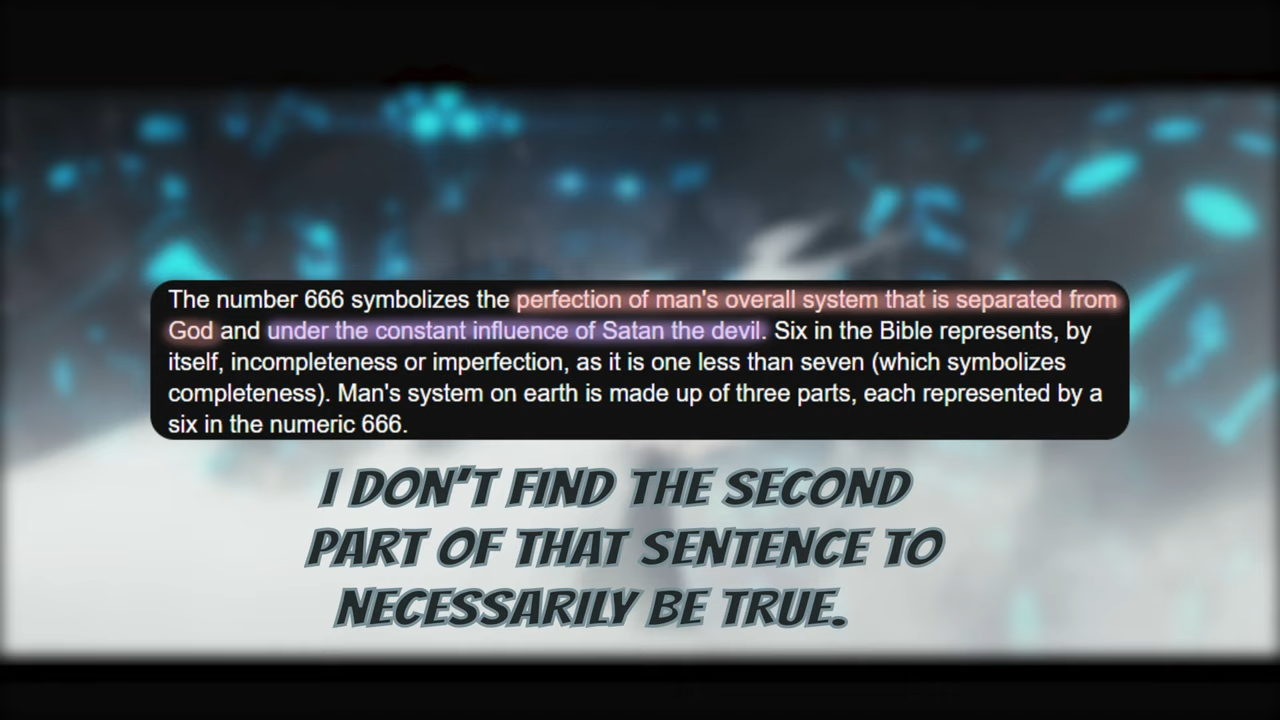 The number 666 symbolizes the perfection of man's overall system that is separated from
God and under the constant influence of Satan the devil. Six in the Bible represents, by
itself, incompleteness or imperfection, as it is one less than seven (which symbolizes
completeness). Man's system on earth is made up of three parts, each represented by a
six in the numeric 666.
I DON'T FIND THE SECOND
PART OF THAT SENTENCE TO
NECESSARILY BE TRUE.